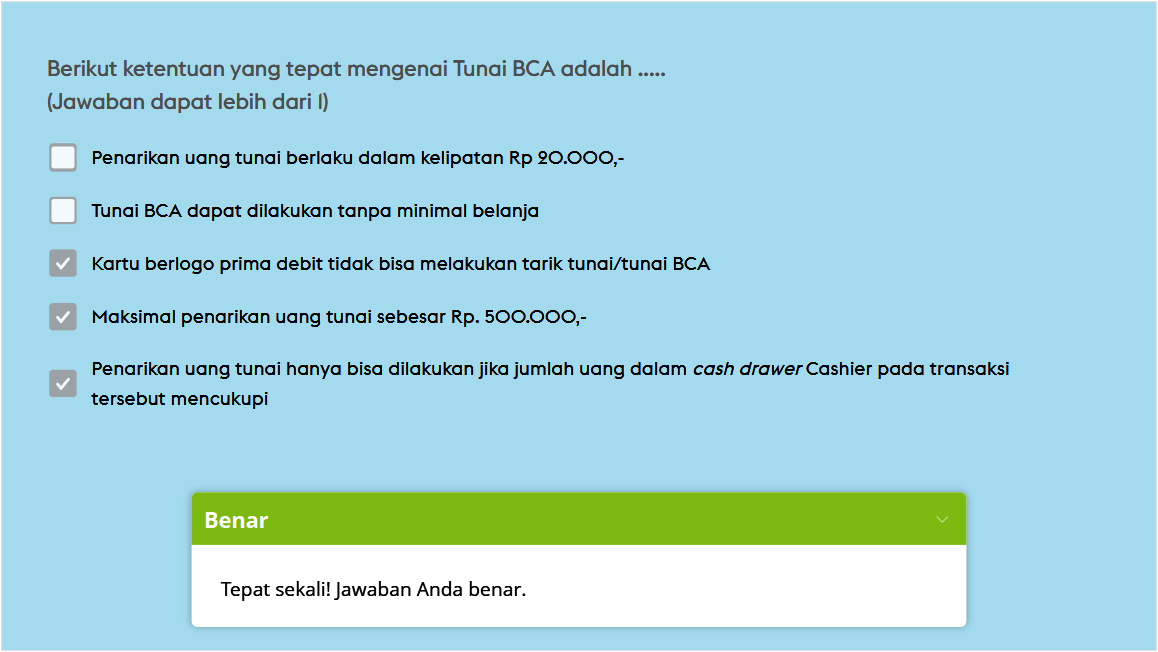 Berikut ketentuan yang tepat mengenai Tunai BCA adalah .....
(Jawaban dapat lebih dari 1)
Penarikan uang tunai berlaku dalam kelipatan Rp 20.000,-
Tunai BCA dapat dilakukan tanpa minimal belanja
Kartu berlogo prima debit tidak bisa melakukan tarik tunai/tunai BCA
Maksimal penarikan uang tunai sebesar Rp. 500.000,-
Penarikan uang tunai hanya bisa dilakukan jika jumlah uang dalam cash drawer Cashier pada transaksi
tersebut mencukupi
Benar
Tepat sekali! Jawaban Anda benar.